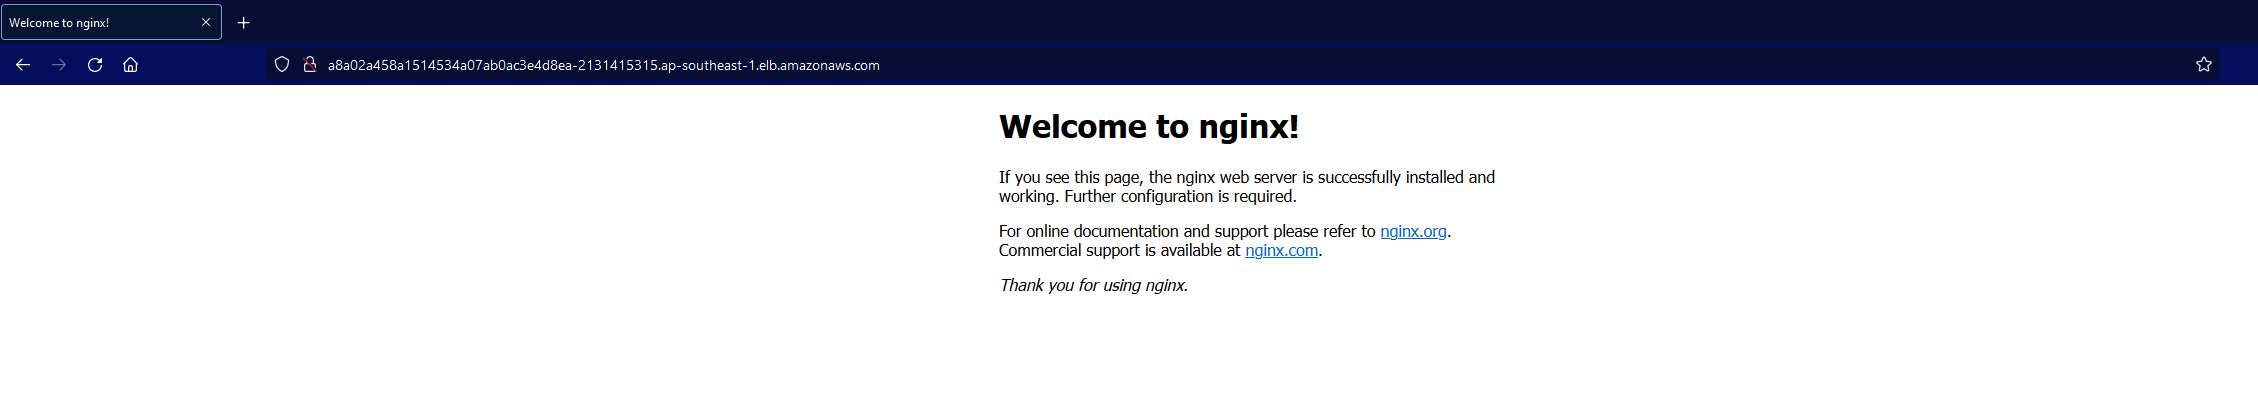 Welcome to nginx!
a8a02a458a1514534a07ab0ac3e4d8ea-2131415315.ap-southeast-1.elb.amazonaws.com
Welcome to nginx!
If you see this page, the nginx web server is successfully installed and
working. Further configuration is required.
For online documentation and support please refer to nginx.org.
Commercial support is available at nginx.com.
Thank you for using nginx.